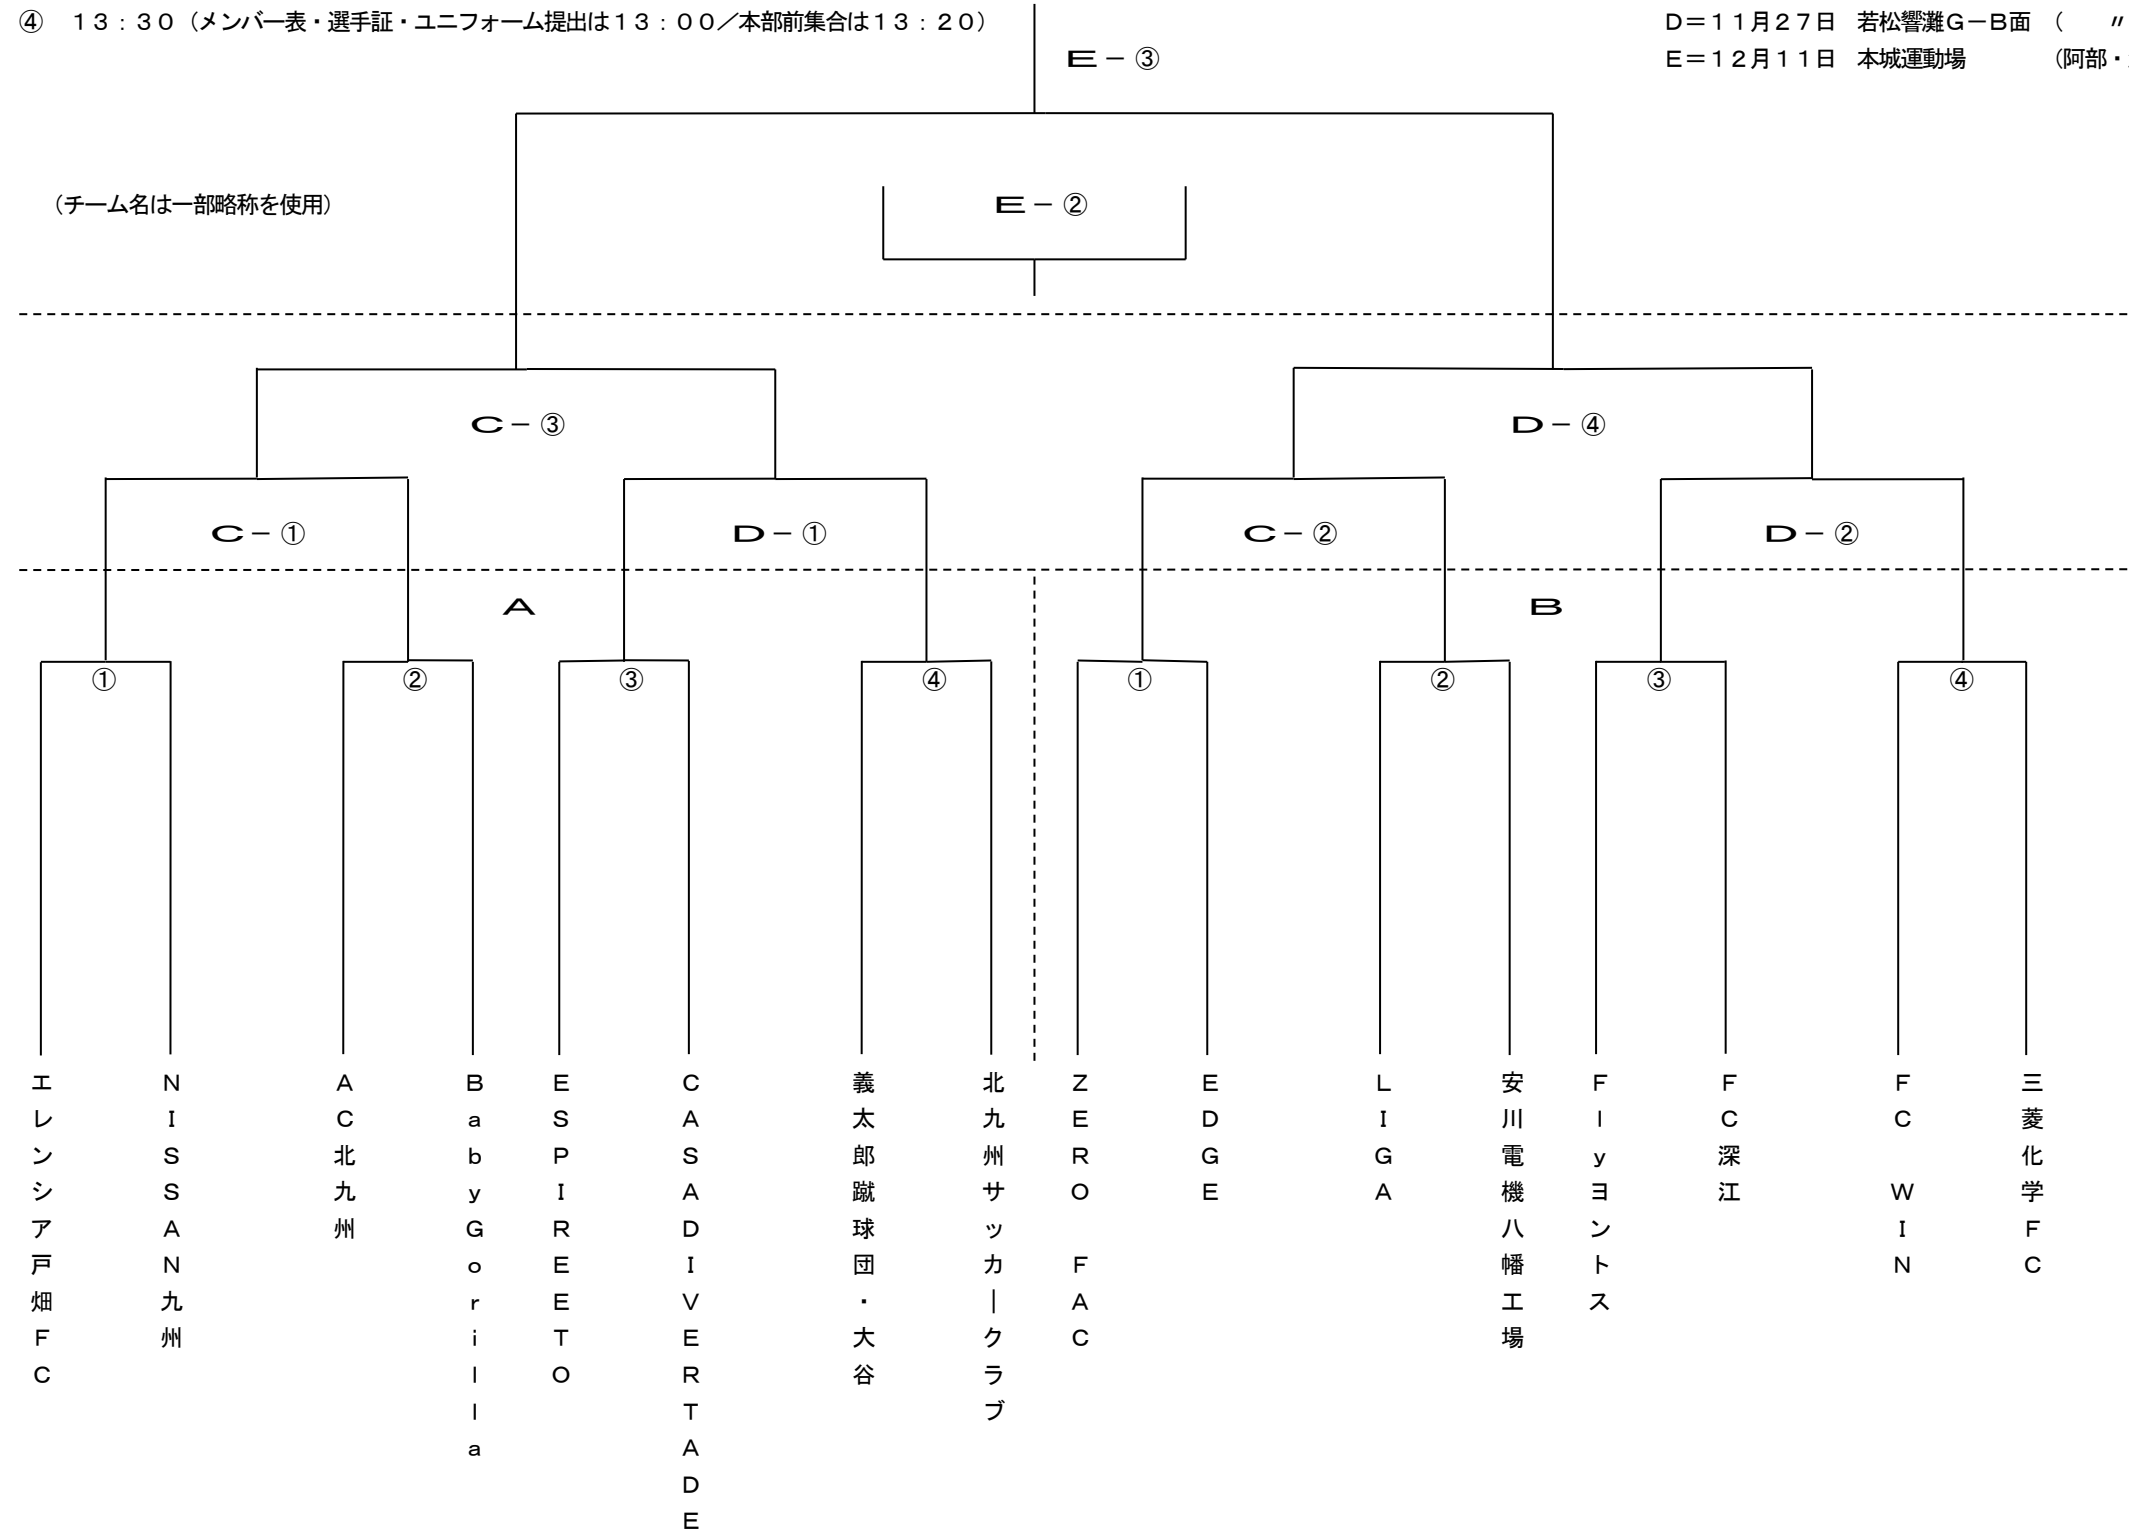 ④　１３：３０（メンバー表・選手証・ユニフォーム提出は１３：００／本部前集合は１３：２０）
Ｄ＝１１月２７日　若松響灘Ｇ－Ｂ面　（　　〃
Ｅ＝１２月１１日　本城運動場　　　　（阿部・
Ｅ－③
（チーム名は一部略称を使用）
Ｅ－②
Ｃ－③
Ｄ－④
Ｃ－①
Ｄ－①
Ｃ－②
Ｄ－②
Ａ
Ｂ
①
②
③
④
①
②
③
④
エレンシア戸畑ＦＣ
ＮＩＳＳＡＮ九州
ＡＣ北九州
ＢａｂｙＧｏｒｉｌｌａ
ＥＳＰＩＲＥＥＴＯ
ＣＡＳＡＤＩＶＥＲＴＡＤＥ
義太郎蹴球団・大谷
北九州サッカークラブ
ＺＥＲＯ　ＦＡＣ
ＥＤＧＥ
ＬＩＧＡ
安川電機八幡工場
Ｆｌｙヨントス
ＦＣ深江
ＦＣ　ＷＩＮ
三菱化学ＦＣ